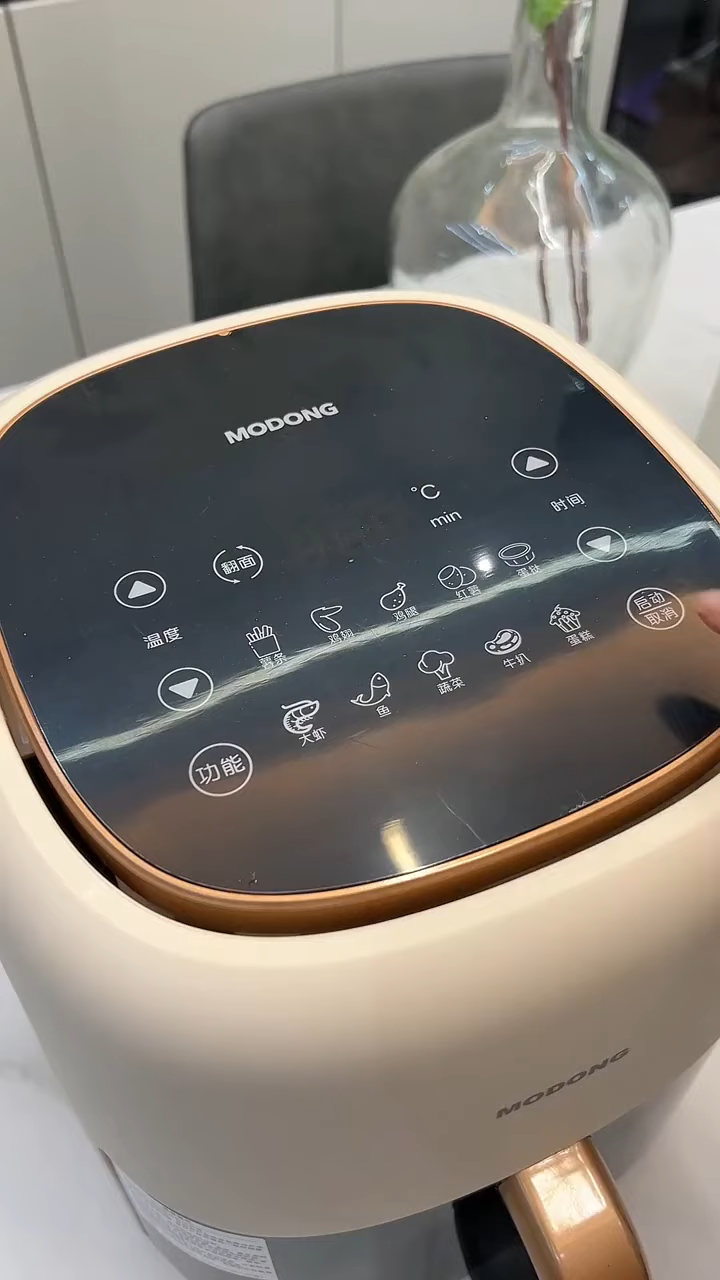 MODONG
°C
min
时间
翻面
温度
薯条
鸡翅
鸡腿
红薯
蛋挞
启动
取消
大虾
鱼
蔬菜
牛扒
蛋糕
功能
MODONG